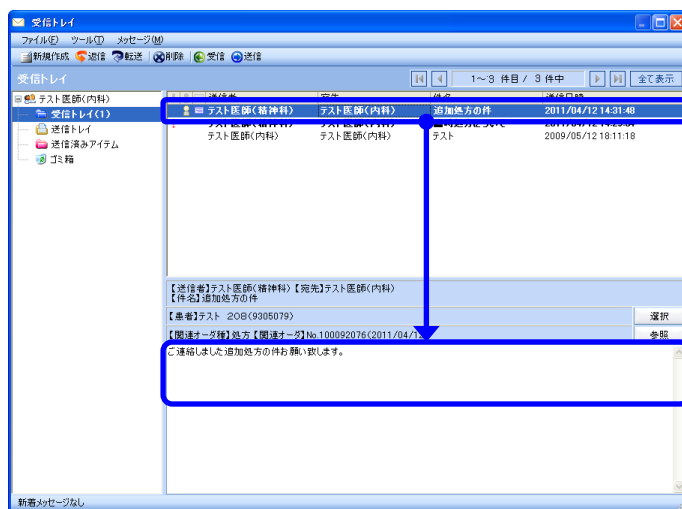 受信トレイ
ファイル(F) ツール(T) メッセージ(M)
新規作成 返信 転送 削除 受信 送信
受信トレイ 1～3 件目 / 3 件中 全て表示
テスト医師(内科)
受信トレイ(1)
送信トレイ
送信済みアイテム
ゴミ箱
送信者 宛先 件名 送信日時
テスト医師(精神科) テスト医師(内科) 追加処方の件 2011/04/12 14:31:48
テスト医師(内科) テスト医師(内科) テスト 2009/05/12 18:11:18
【送信者】テスト医師(精神科)【宛先】テスト医師(内科)
【件名】追加処方の件
【患者】テスト 208(9305079) 選択
【関連オーダ種】処方【関連オーダ】No.100092076(2011/04/12 参照
ご連絡しました追加処方の件お願い致します。
新着メッセージなし